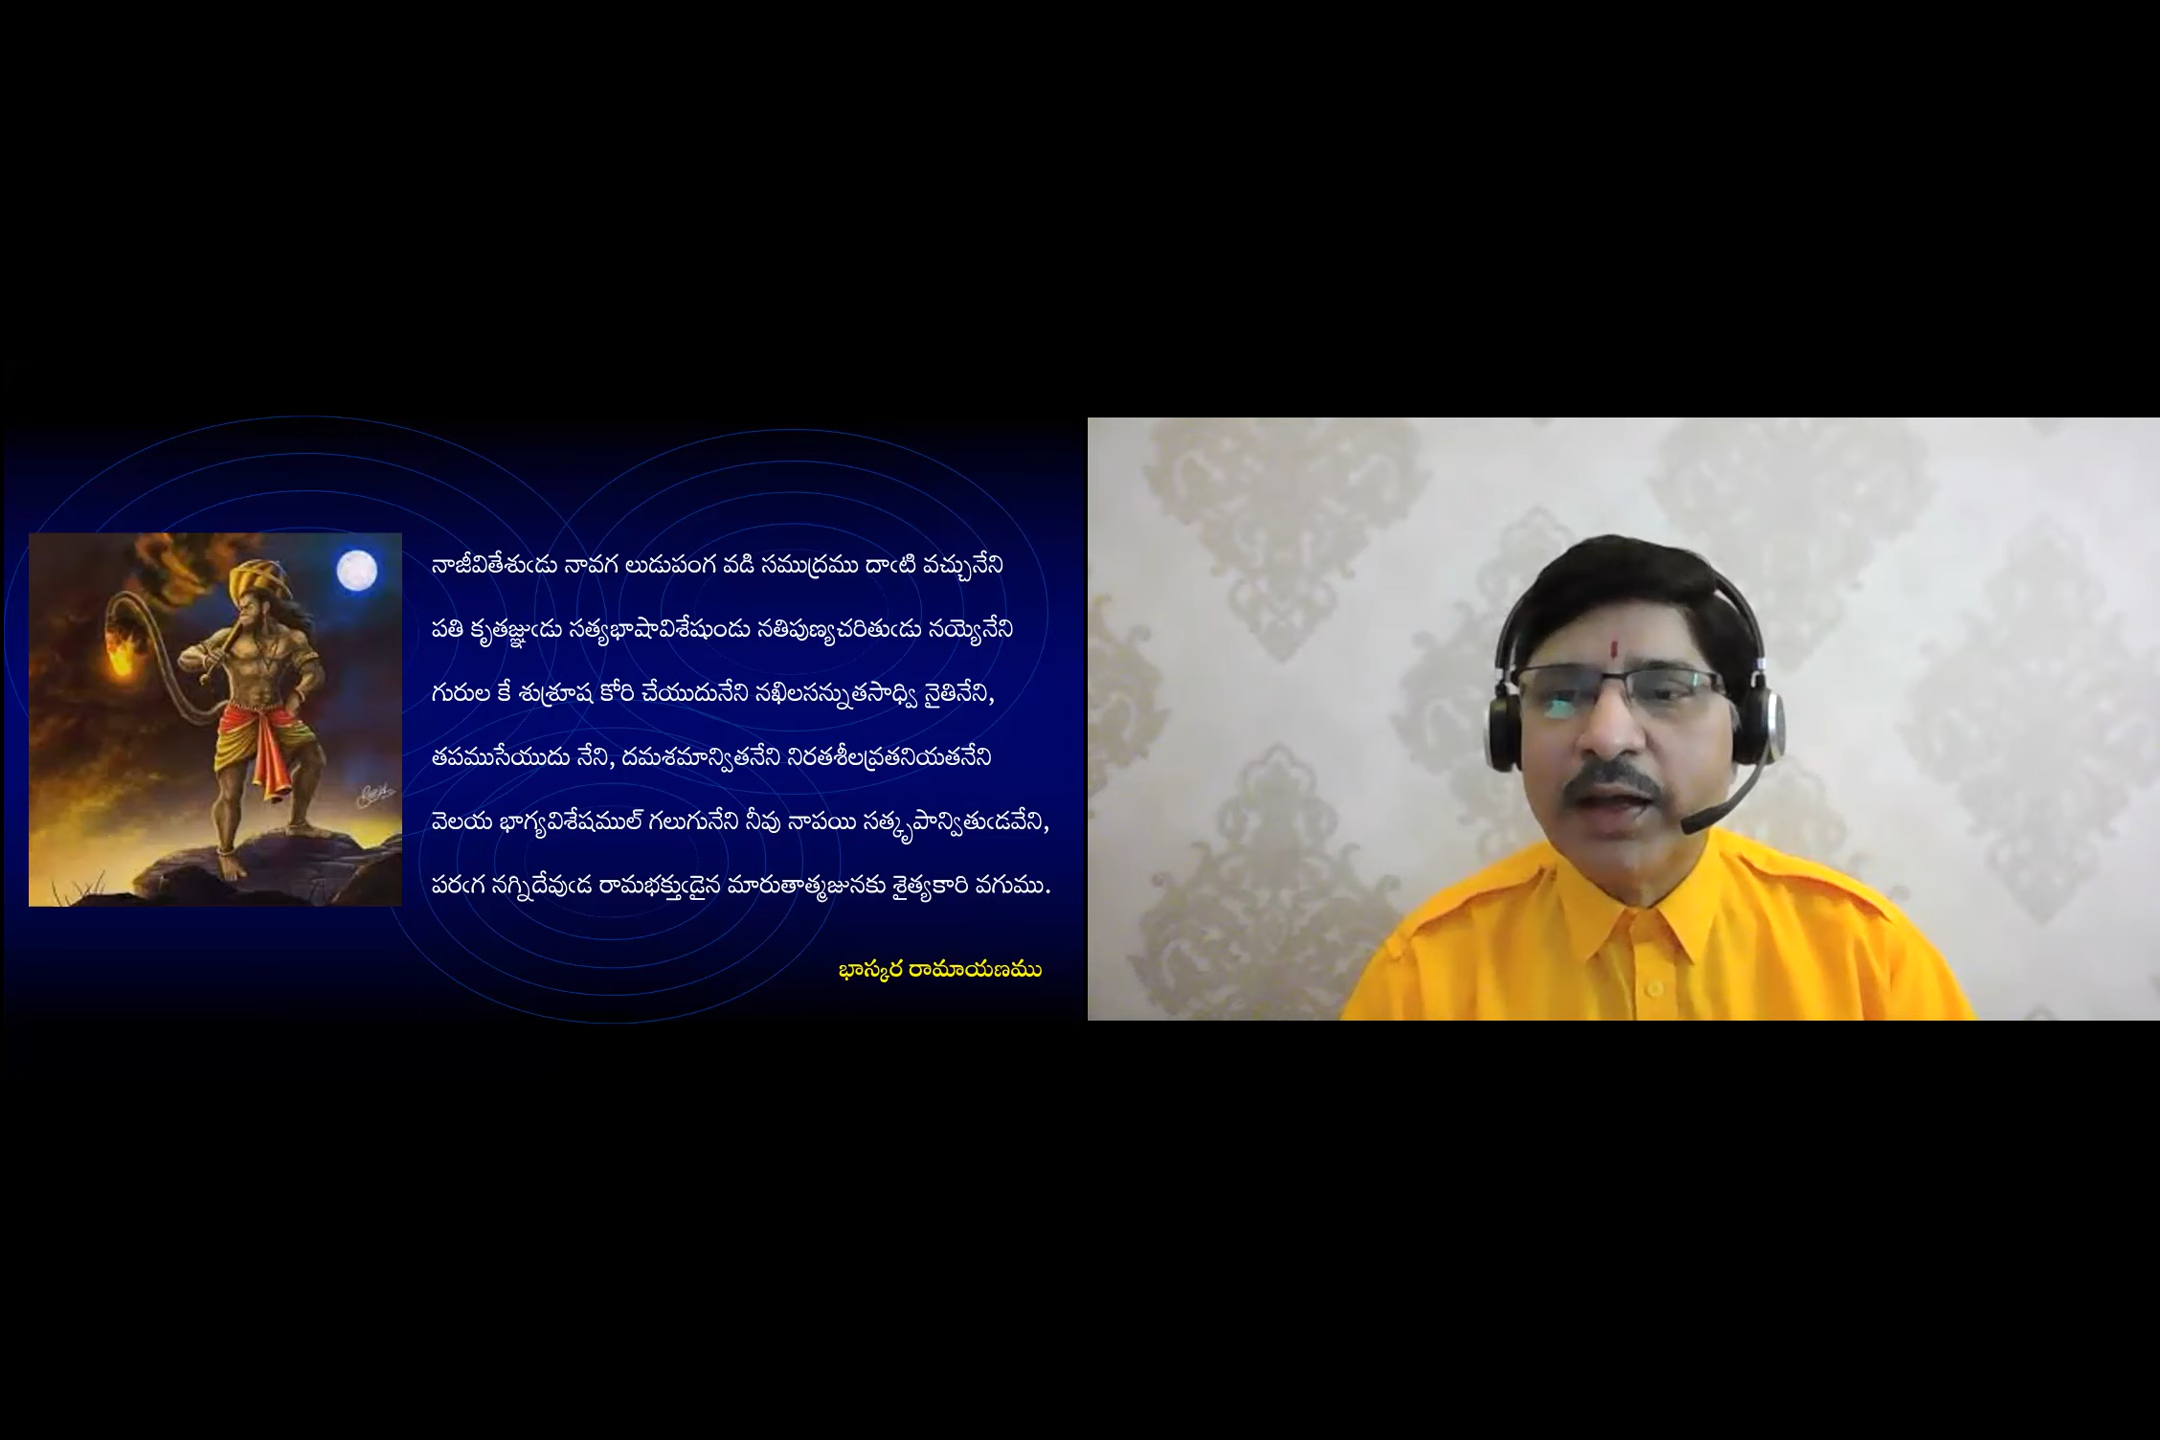 నాజీవితేశుఁడు నావగ లుడుపంగ వడి సముద్రము దాఁటి వచ్చునేని
పతి కృతజ్ఞుఁడు సత్యభాషావిశేషుండు నతిపుణ్యచరితుఁడు నయ్యెనేని
గురుల కే శుశ్రూష కోరి చేయుదునేని నఖిలసన్నుతసాధ్వి నైతినేని,
తపముసేయుదు నేని, దమశమాన్వితనేని నిరతశీలవ్రతనియతనేని
వెలయ భాగ్యవిశేషముల్ గలుగునేని నీవు నాపయి సత్కృపాన్వితుఁడవేని,
పరఁగ నగ్నిదేవుఁడ రామభక్తుఁడైన మారుతాత్మజునకు శైత్యకారి వగుము.
భాస్కర రామాయణము